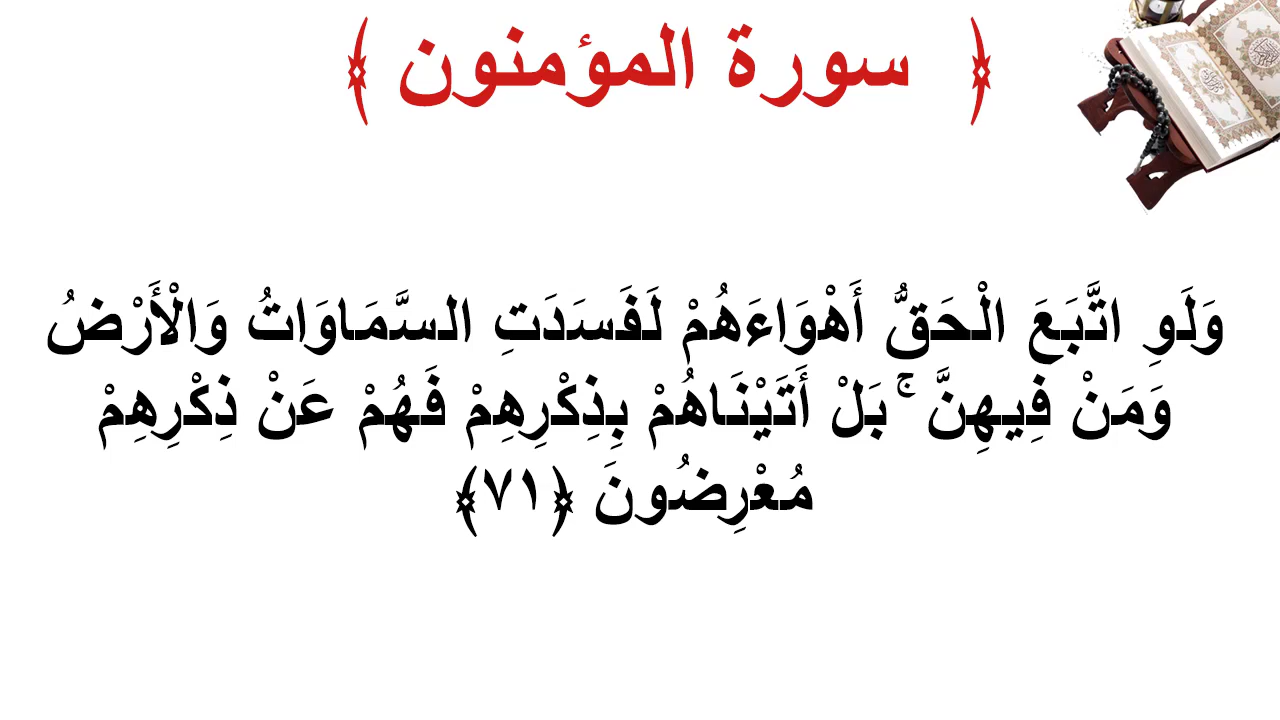 ﴿ سورة المؤمنون ﴾
وَلَوِ اتَّبَعَ الْحَقُّ أَهْوَاءَهُمْ لَفَسَدَتِ السَّمَاوَاتُ وَالْأَرْضُ
وَمَنْ فِيهِنَّ ۚ بَلْ أَتَيْنَاهُمْ بِذِكْرِهِمْ فَهُمْ عَنْ ذِكْرِهِمْ
مُعْرِضُونَ ﴿٧١﴾